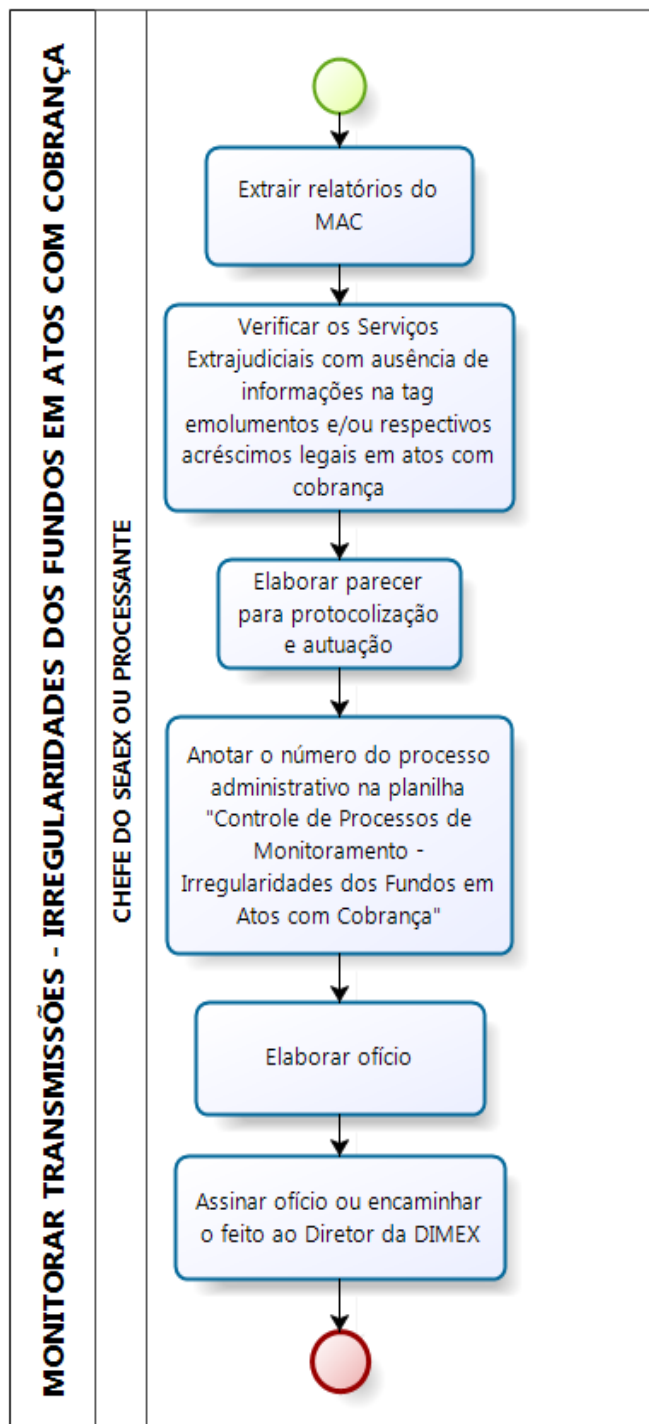 MONITORAR TRANSMISSÕES - IRREGULARIDADES DOS FUNDOS EM ATOS COM COBRANÇA
CHEFE DO SEAEX OU PROCESSANTE
Extrair relatórios do
MAC
Verificar os Serviços
Extrajudiciais com ausência de
informações na tag
emolumentos e/ou respectivos
acréscimos legais em atos com
cobrança
Elaborar parecer
para protocolização
e autuação
Anotar o número do processo
administrativo na planilha
"Controle de Processos de
Monitoramento -
Irregularidades dos Fundos em
Atos com Cobrança"
Elaborar ofício
Assinar ofício ou encaminhar
o feito ao Diretor da DIMEX